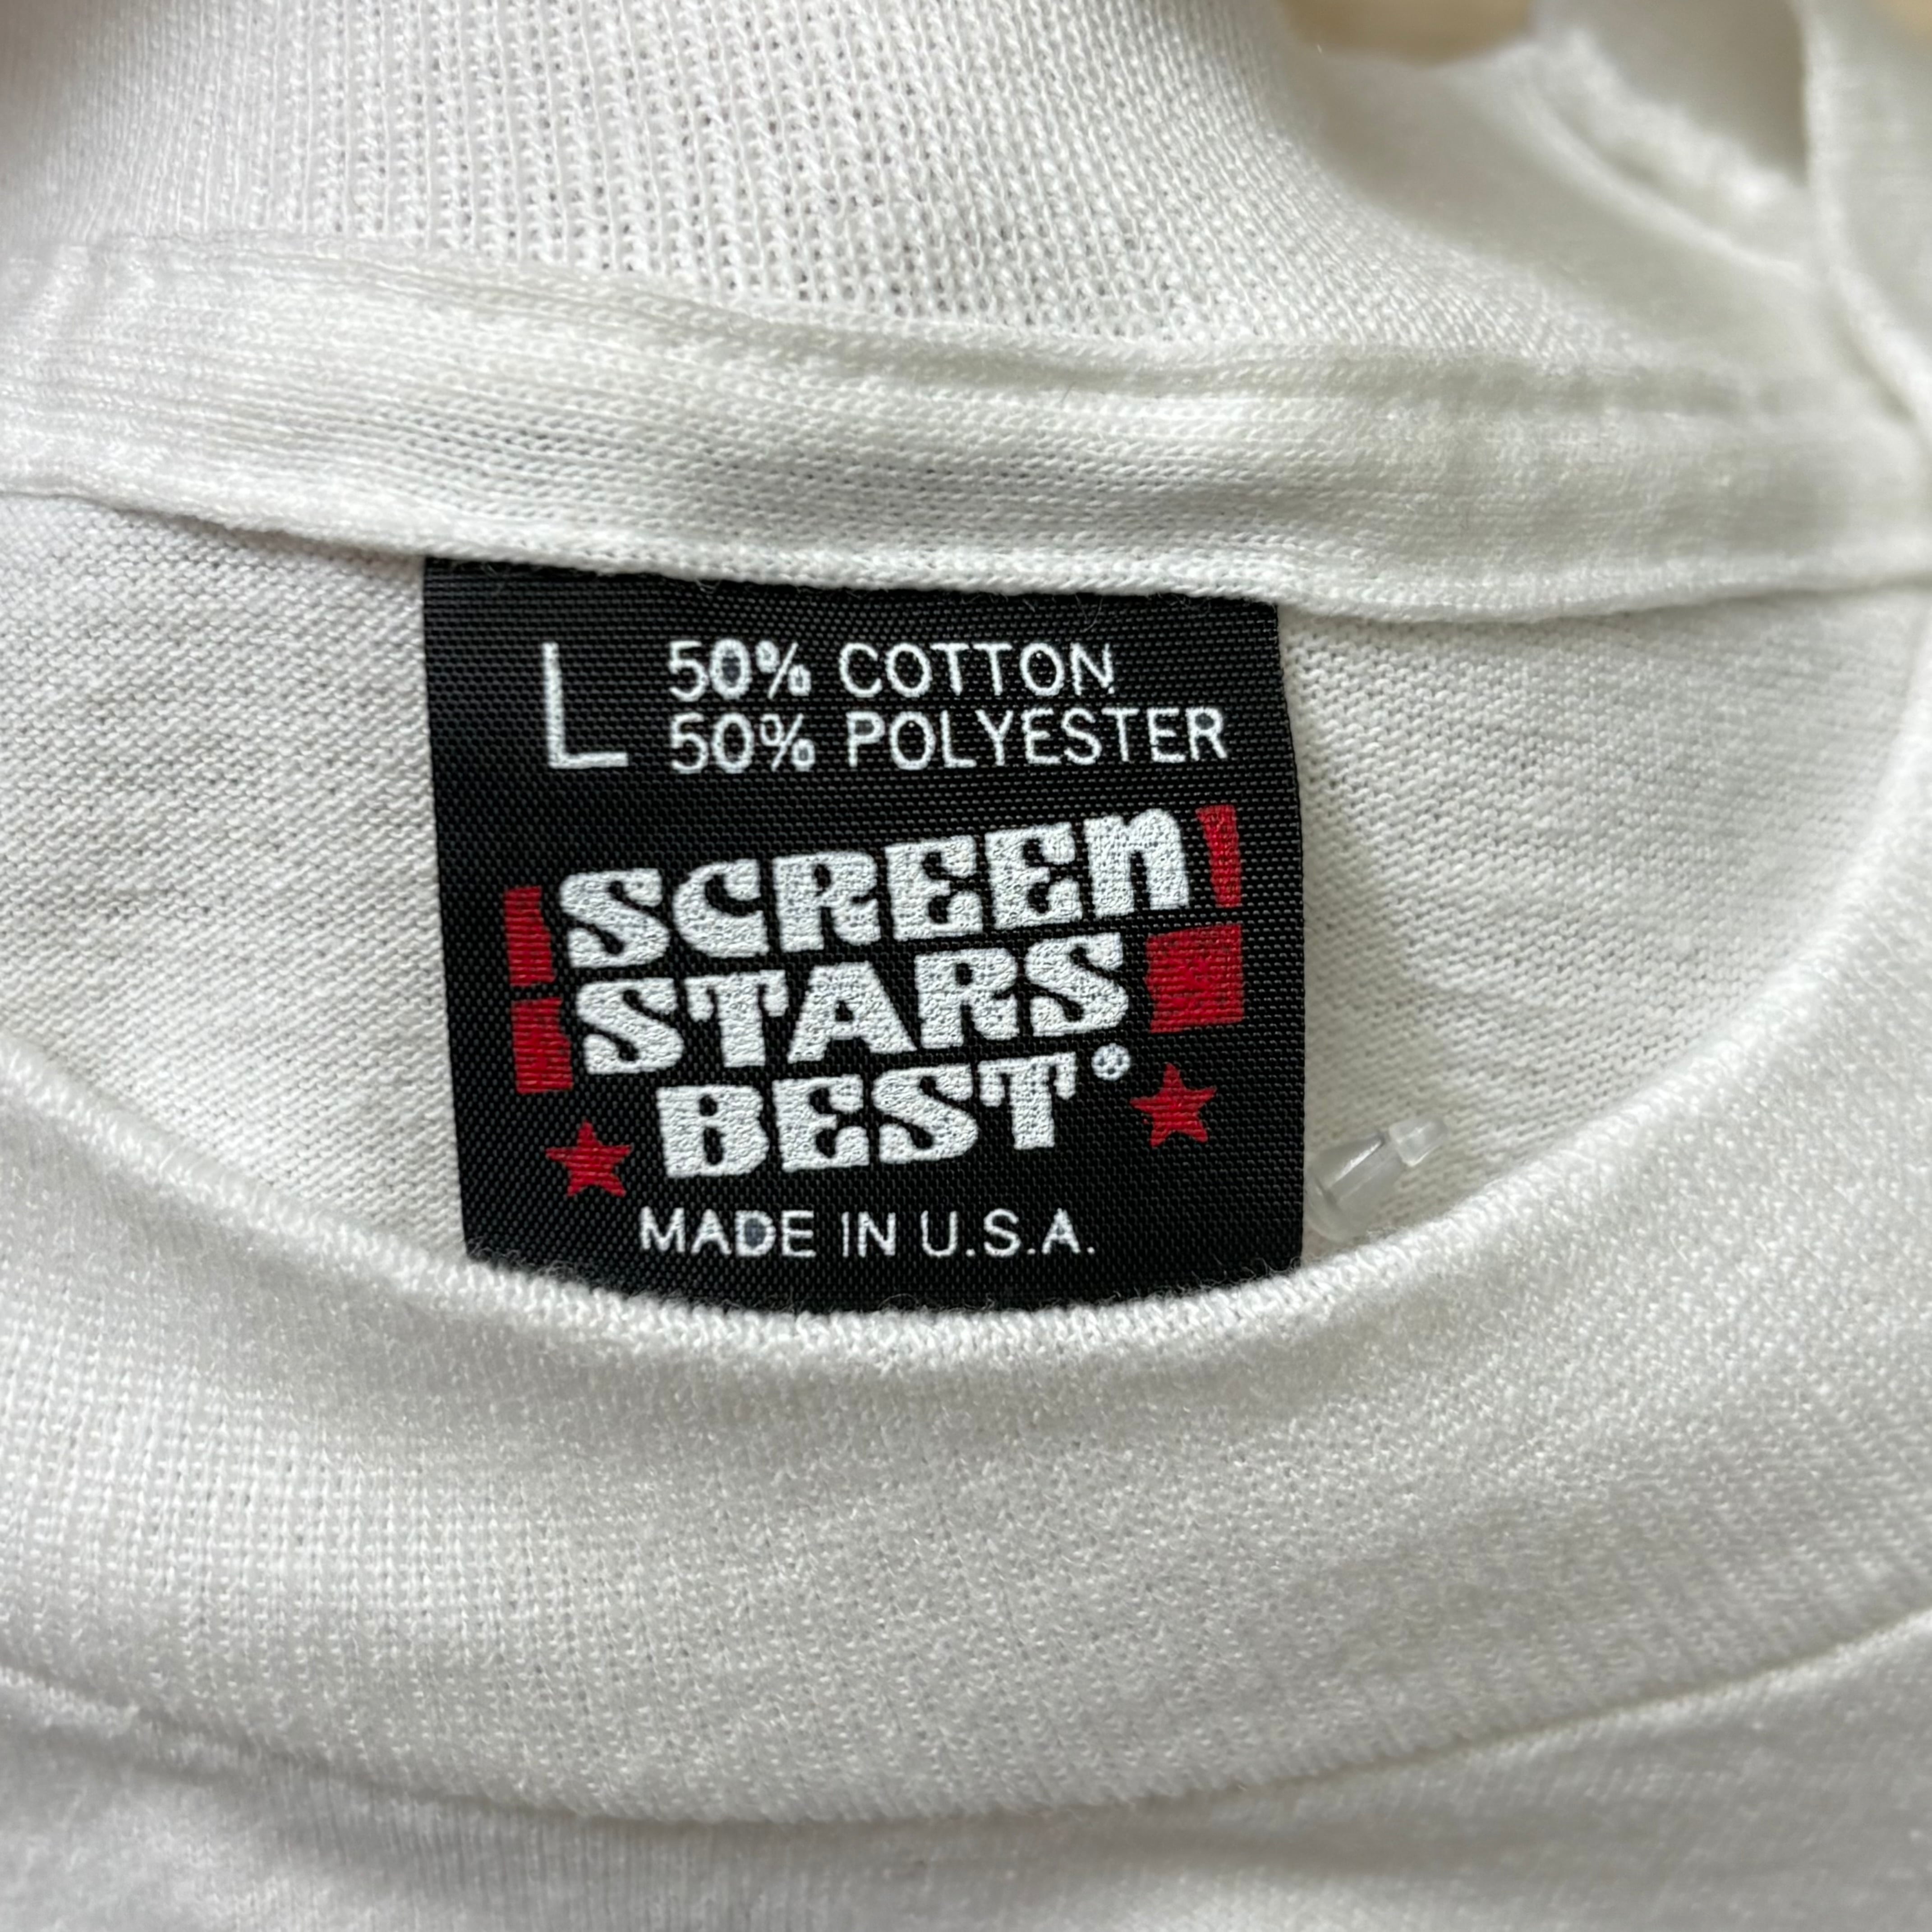 L 50% COTTON
50% POLYESTER
SCREEN
STARS
BEST®
MADE IN U.S.A.